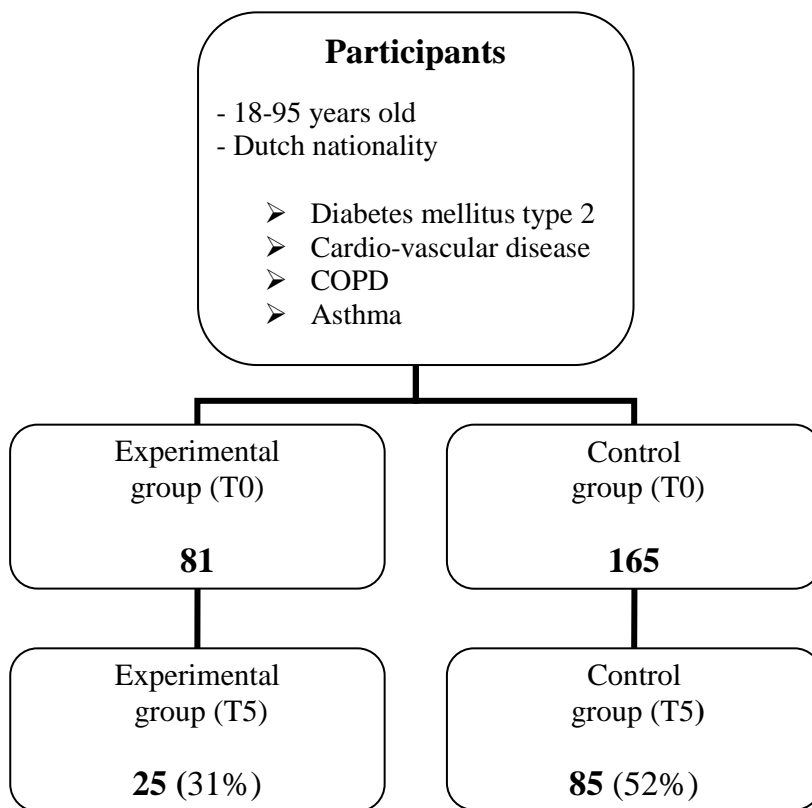 Participants
- 18-95 years old
- Dutch nationality
➢ Diabetes mellitus type 2
➢ Cardio-vascular disease
➢ COPD
➢ Asthma
Experimental
group (T0)
81
Control
group (T0)
165
Experimental
group (T5)
25 (31%)
Control
group (T5)
85 (52%)